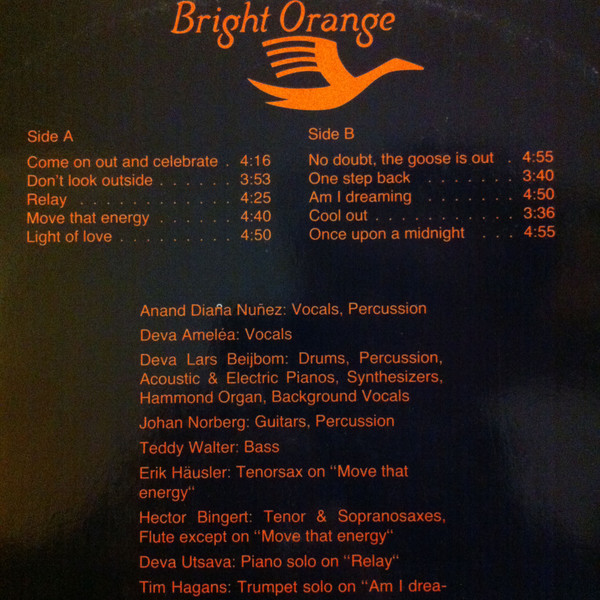 Bright Orange
Side A
Come on out and celebrate . 4:16
Don't look outside . . . . . . 3:53
Relay . . . . . . . . . . . . 4:25
Move that energy . . . . . . 4:40
Light of love . . . . . . . . . 4:50
Side B
No doubt, the goose is out . 4:55
One step back . . . . . . . . 3:40
Am I dreaming . . . . . . . 4:50
Cool out . . . . . . . . . . . 3:36
Once upon a midnight . . . 4:55
Anand Diana Nuñez: Vocals, Percussion
Deva Ameléa: Vocals
Deva Lars Beijbom: Drums, Percussion,
Acoustic & Electric Pianos, Synthesizers,
Hammond Organ, Background Vocals
Johan Norberg: Guitars, Percussion
Teddy Walter: Bass
Erik Häusler: Tenorsax on "Move that
energy"
Hector Bingert: Tenor & Sopranosaxes,
Flute except on "Move that energy"
Deva Utsava: Piano solo on "Relay"
Tim Hagans: Trumpet solo on "Am I drea-